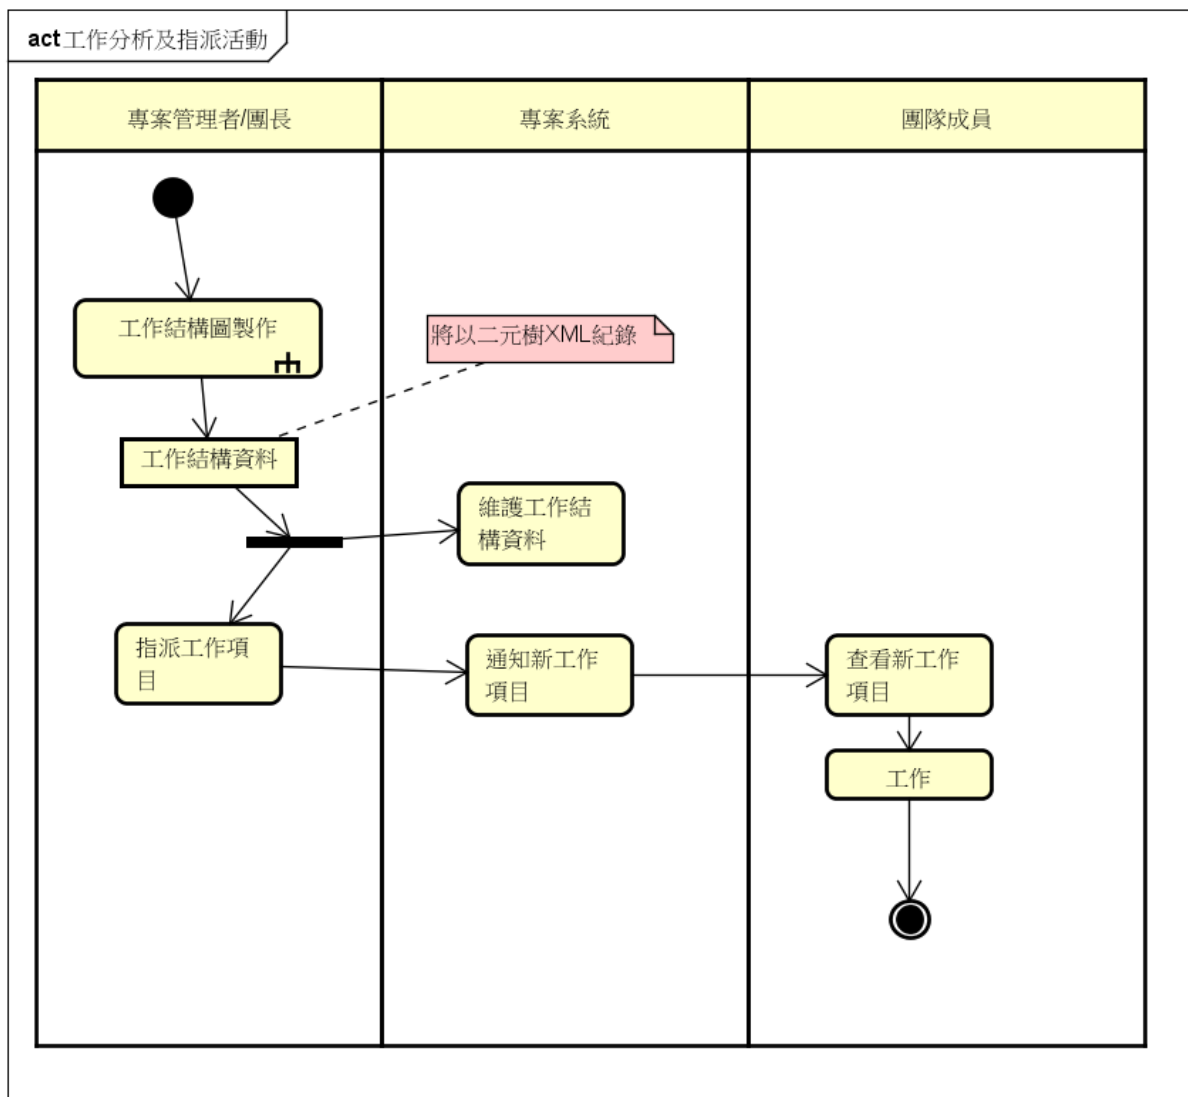 act 工作分析及指派活動
專案管理者/團長
專案系統
團隊成員
工作結構圖製作
將以二元樹XML紀錄
工作結構資料
維護工作結
構資料
指派工作項
目
通知新工作
項目
查看新工作
項目
工作